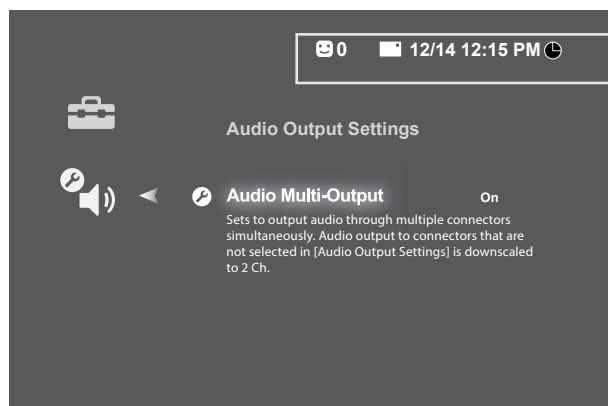 0 12/14 12:15 PM
Audio Output Settings
Audio Multi-Output On
Sets to output audio through multiple connectors
simultaneously. Audio output to connectors that are
not selected in [Audio Output Settings] is downscaled
to 2 Ch.